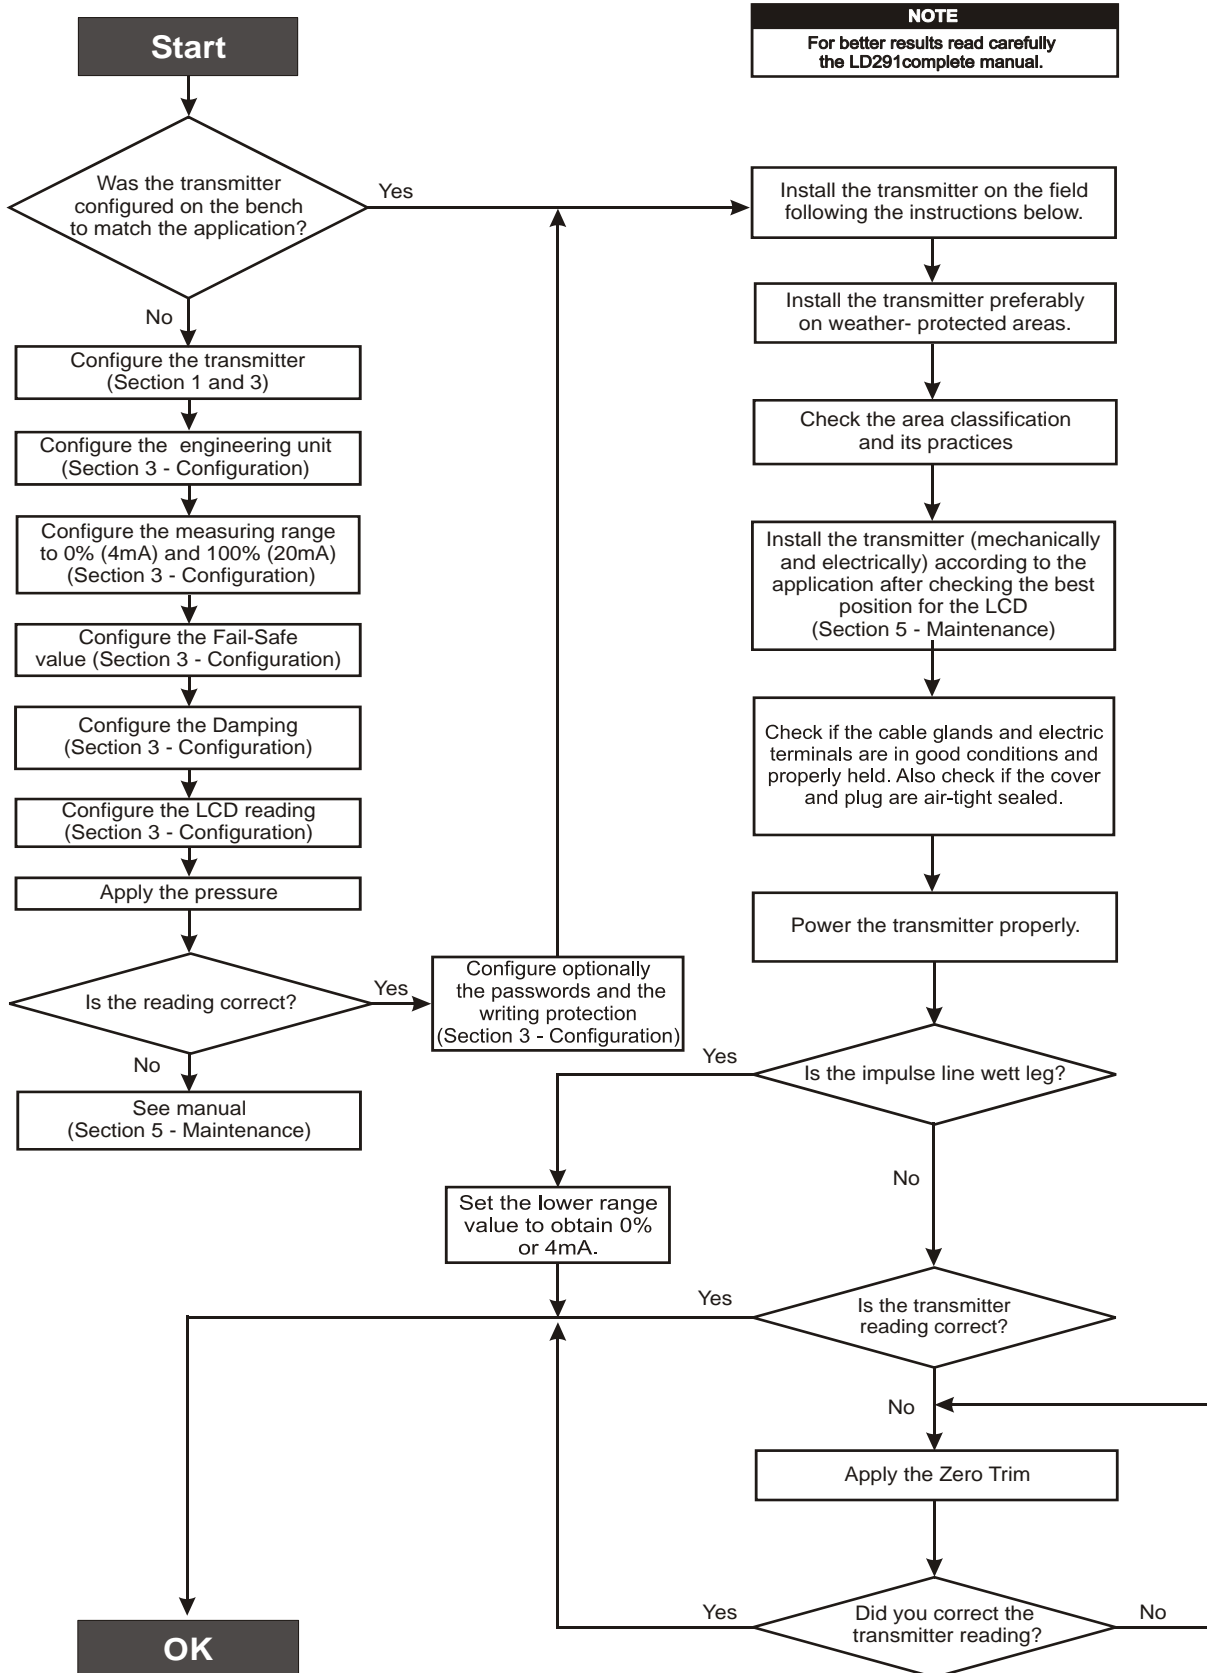 Start
NOTE
For better results read carefully
the LD291complete manual.
Was the transmitter
configured on the bench
to match the application?
Yes
No
Configure the transmitter
(Section 1 and 3)
Configure the engineering unit
(Section 3 - Configuration)
Configure the measuring range
to 0% (4mA) and 100% (20mA)
(Section 3 - Configuration)
Configure the Fail-Safe
value (Section 3 - Configuration)
Configure the Damping
(Section 3 - Configuration)
Configure the LCD reading
(Section 3 - Configuration)
Apply the pressure
Is the reading correct?
Yes
Configure optionally
the passwords and the
writing protection
(Section 3 - Configuration)
No
See manual
(Section 5 - Maintenance)
Install the transmitter on the field
following the instructions below.
Install the transmitter preferably
on weather- protected areas.
Check the area classification
and its practices
Install the transmitter (mechanically
and electrically) according to the
application after checking the best
position for the LCD
(Section 5 - Maintenance)
Check if the cable glands and electric
terminals are in good conditions and
properly held. Also check if the cover
and plug are air-tight sealed.
Power the transmitter properly.
Is the impulse line wett leg?
Yes
No
Set the lower range
value to obtain 0%
or 4mA.
Is the transmitter
reading correct?
Yes
No
Apply the Zero Trim
Did you correct the
transmitter reading?
Yes
No
OK